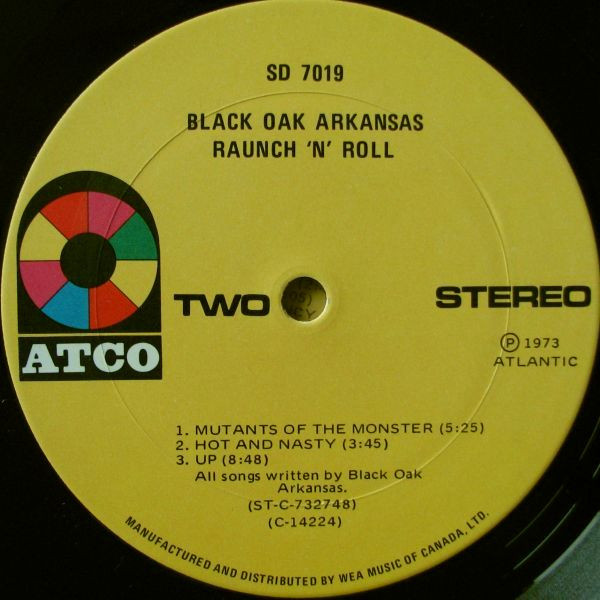 SD 7019
BLACK OAK ARKANSAS
RAUNCH 'N' ROLL
ATCO
TWO
STEREO
Ⓟ 1973
ATLANTIC
1. MUTANTS OF THE MONSTER (5:25)
2. HOT AND NASTY (3:45)
3. UP (8:48)
All songs written by Black Oak
Arkansas.
(ST-C-732748)
(C-14224)
MANUFACTURED AND DISTRIBUTED BY WEA MUSIC OF CANADA, LTD.